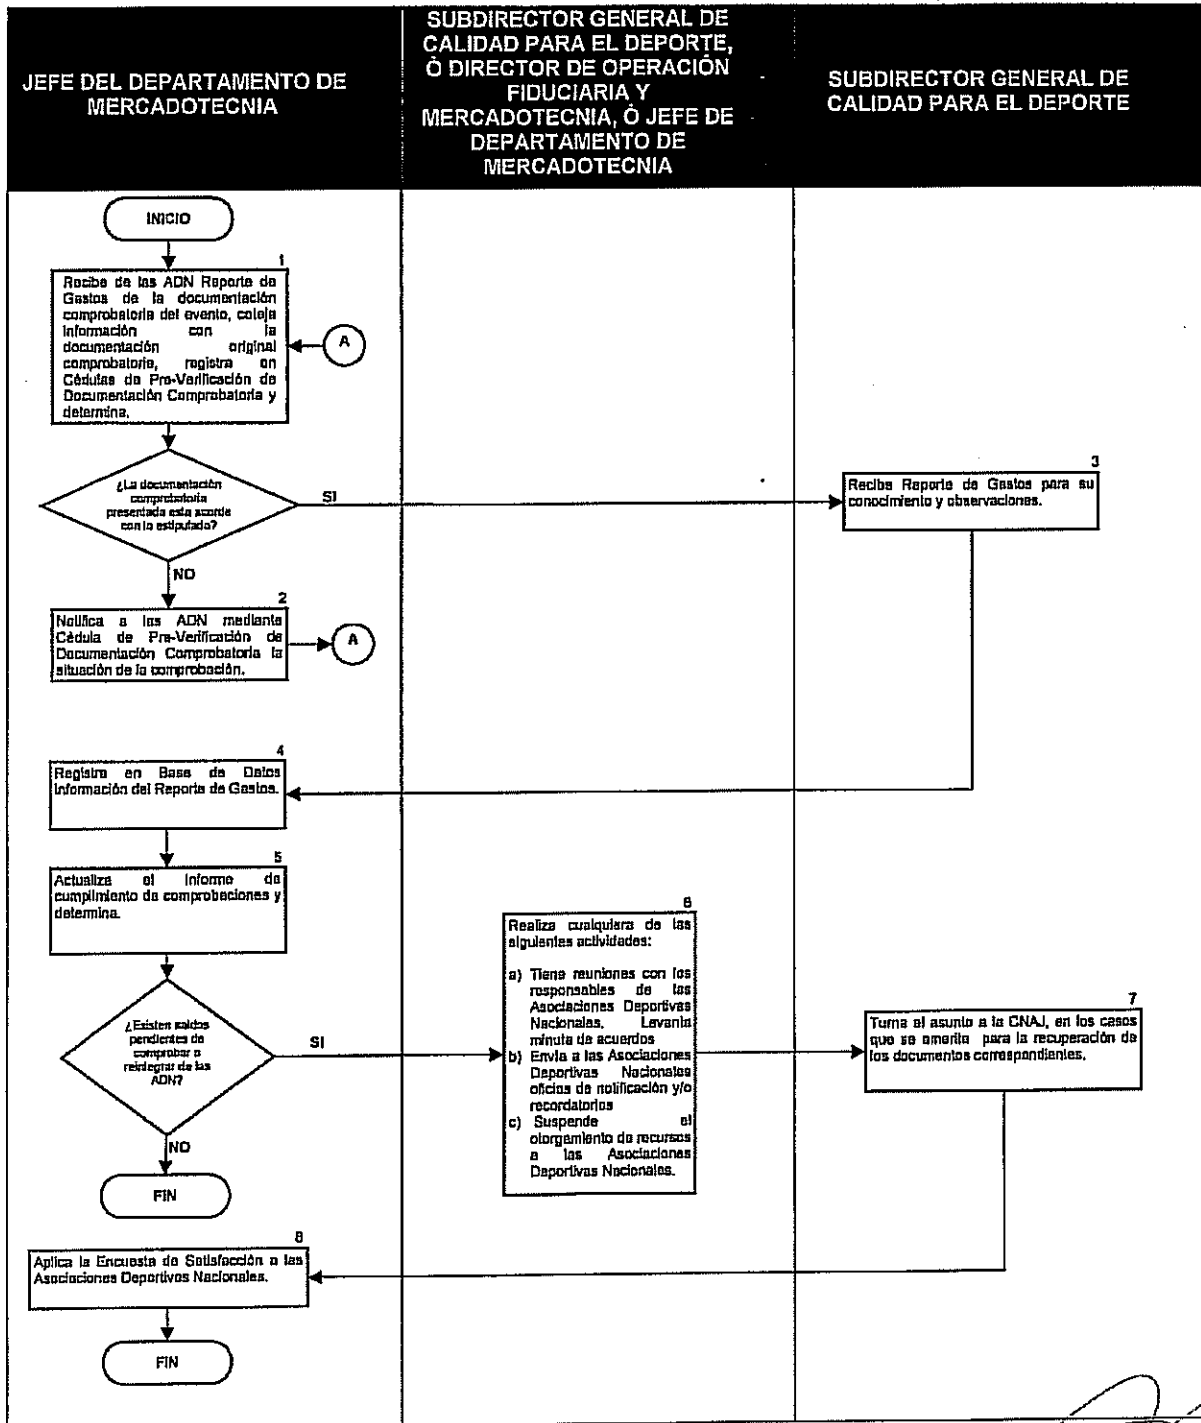 JEFE DEL DEPARTAMENTO DE
MERCADOTECNIA
SUBDIRECTOR GENERAL DE
CALIDAD PARA EL DEPORTE,
Ó DIRECTOR DE OPERACIÓN
FIDUCIARIA Y
MERCADOTECNIA, Ó JEFE DE
DEPARTAMENTO DE
MERCADOTECNIA
SUBDIRECTOR GENERAL DE
CALIDAD PARA EL DEPORTE
INICIO
1
Recibe de las ADN Reporte de
Gastos de la documentación
comprobatoria del evento, coteja
información con la
documentación original
comprobatoria, registra en
Cédulas de Pre-Verificación de
Documentación Comprobatoria y
determina.
A
¿La documentación
comprobatoria
presentada esta acorde
con lo estipulado?
SI
3
Recibe Reporte de Gastos para su
conocimiento y observaciones.
NO
2
Notifica a las ADN mediante
Cédula de Pre-Verificación de
Documentación Comprobatoria la
situación de la comprobación.
A
4
Registra en Base de Datos
información del Reporte de Gastos.
5
Actualiza el informe de
cumplimiento de comprobaciones y
determina.
¿Existen saldos
pendientes de
comprobar o
reintegrar de las
ADN?
SI
6
Realiza cualquiera de las
siguientes actividades:
a) Tiene reuniones con los
responsables de las
Asociaciones Deportivas
Nacionales. Levanta
minuta de acuerdos
b) Envía a las Asociaciones
Deportivas Nacionales
oficios de notificación y/o
recordatorios
c) Suspende el
otorgamiento de recursos
a las Asociaciones
Deportivas Nacionales.
7
Turna el asunto a la CNAJ, en los casos
que se amerite para la recuperación de
los documentos correspondientes.
NO
FIN
8
Aplica la Encuesta de Satisfacción a las
Asociaciones Deportivas Nacionales.
FIN